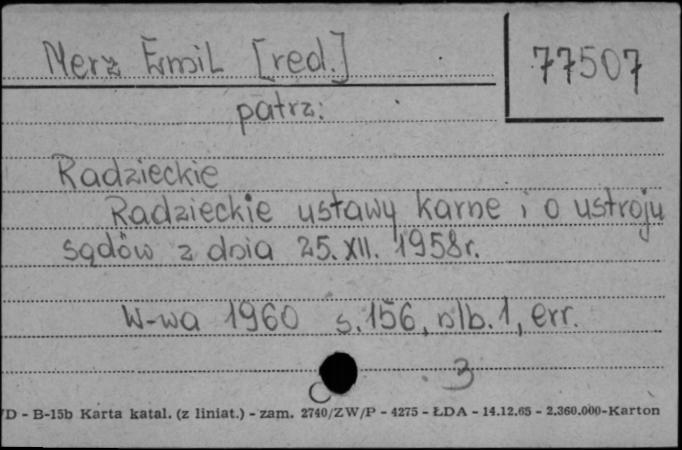 Merz Emil [red.]
77507
patrz:
Radzieckie
Radzieckie ustawy karne i o ustroju
sądów z dnia 25. XII. 1958r.
W-wa 1960 s. 156, nlb. 1, err.
3
C
D - B-15b Karta katal. (z liniat.) - zam. 2740/ZW/P - 4275 - ŁDA - 14.12.65 - 2.360.000-Karton